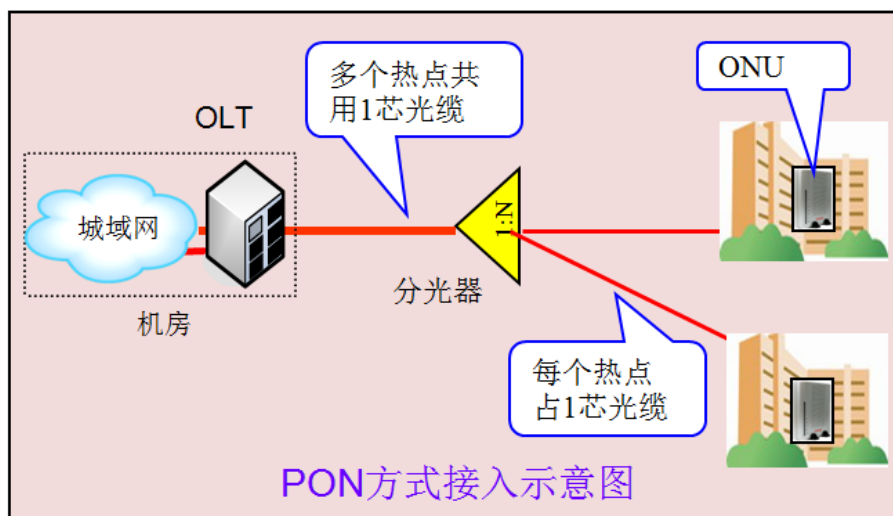 多个热点共
用1芯光缆
ONU
OLT
城域网
1:N
分光器
机房
每个热点
占1芯光缆
PON方式接入示意图